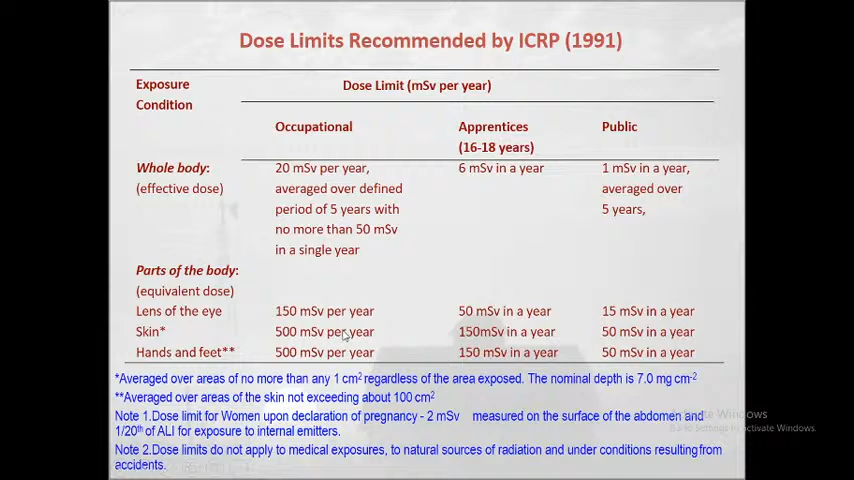 Dose Limits Recommended by ICRP (1991)
Exposure Condition
Dose Limit (mSv per year)
Occupational
Apprentices (16-18 years)
Public
Whole body:
(effective dose)
20 mSv per year,
averaged over defined
period of 5 years with
no more than 50 mSv
in a single year
6 mSv in a year
1 mSv in a year,
averaged over
5 years,
Parts of the body:
(equivalent dose)
Lens of the eye 150 mSv per year 50 mSv in a year 15 mSv in a year
Skin* 500 mSv per year 150mSv in a year 50 mSv in a year
Hands and feet** 500 mSv per year 150 mSv in a year 50 mSv in a year
*Averaged over areas of no more than any 1 cm² regardless of the area exposed. The nominal depth is 7.0 mg cm-²
**Averaged over areas of the skin not exceeding about 100 cm²
Note 1.Dose limit for Women upon declaration of pregnancy - 2 mSv measured on the surface of the abdomen and
1/20th of ALI for exposure to internal emitters.
Note 2.Dose limits do not apply to medical exposures, to natural sources of radiation and under conditions resulting from
accidents.
Activate Windows
Go to Settings to activate Windows.